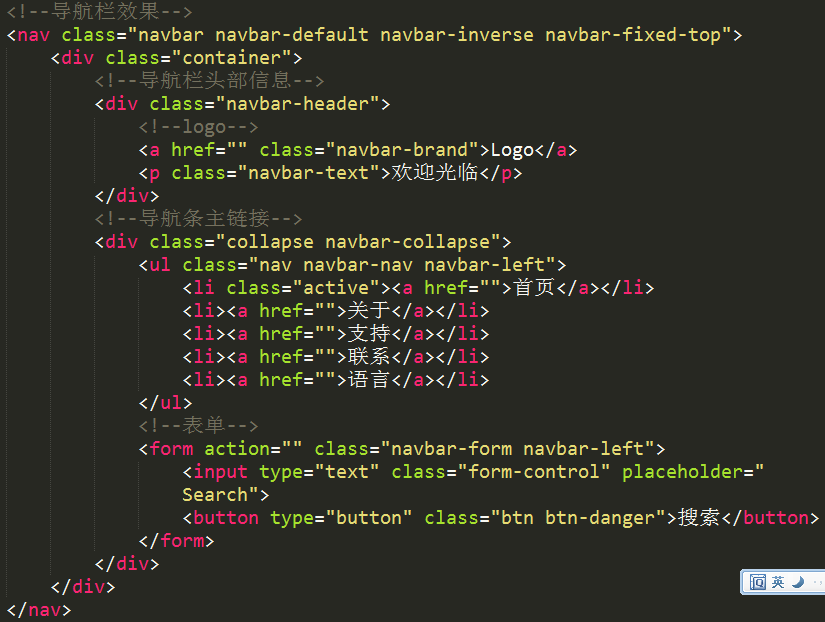 <!--导航栏效果-->
<nav class="navbar navbar-default navbar-inverse navbar-fixed-top">
<div class="container">
<!--导航栏头部信息-->
<div class="navbar-header">
<!--logo-->
<a href="" class="navbar-brand">Logo</a>
<p class="navbar-text">欢迎光临</p>
</div>
<!--导航条主链接-->
<div class="collapse navbar-collapse">
<ul class="nav navbar-nav navbar-left">
<li class="active"><a href="">首页</a></li>
<li><a href="">关于</a></li>
<li><a href="">支持</a></li>
<li><a href="">联系</a></li>
<li><a href="">语言</a></li>
</ul>
<!--表单-->
<form action="" class="navbar-form navbar-left">
<input type="text" class="form-control" placeholder="
Search">
<button type="button" class="btn btn-danger">搜索</button>
</form>
</div>
</div>
</nav>
英